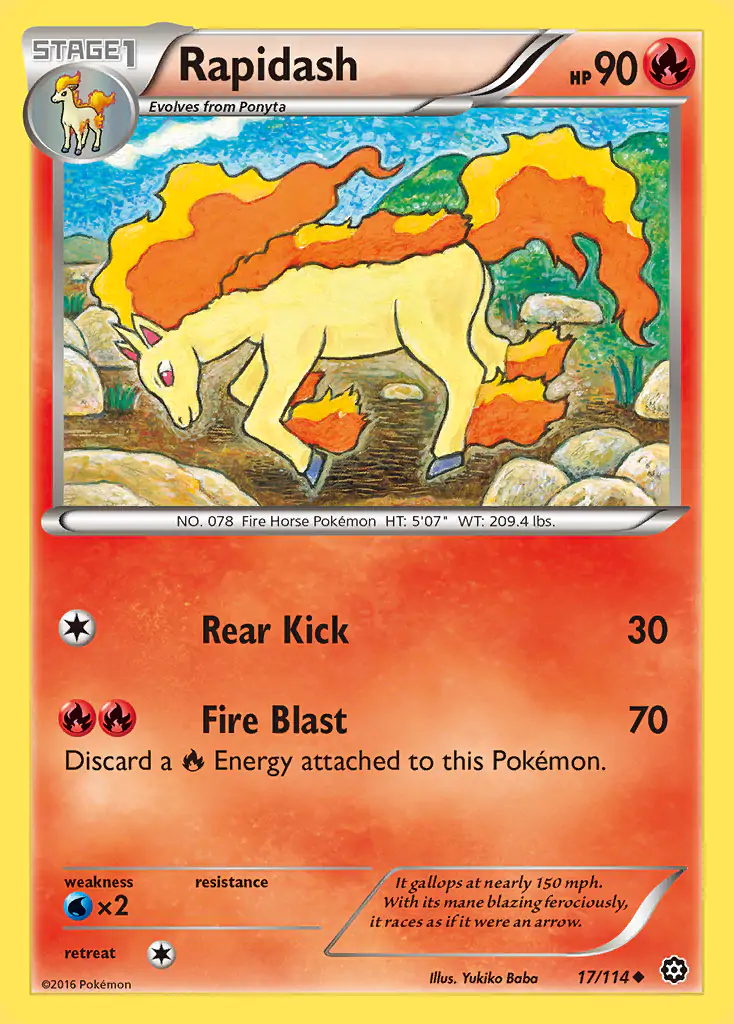 STAGE1
Rapidash
HP 90
Evolves from Ponyta
NO. 078 Fire Horse Pokémon HT: 5'07" WT: 209.4 lbs.
Rear Kick 30
Fire Blast 70
Discard a Energy attached to this Pokémon.
weakness resistance
×2
retreat
It gallops at nearly 150 mph.
With its mane blazing ferociously,
it races as if it were an arrow.
©2016 Pokémon
Illus. Yukiko Baba
17/114